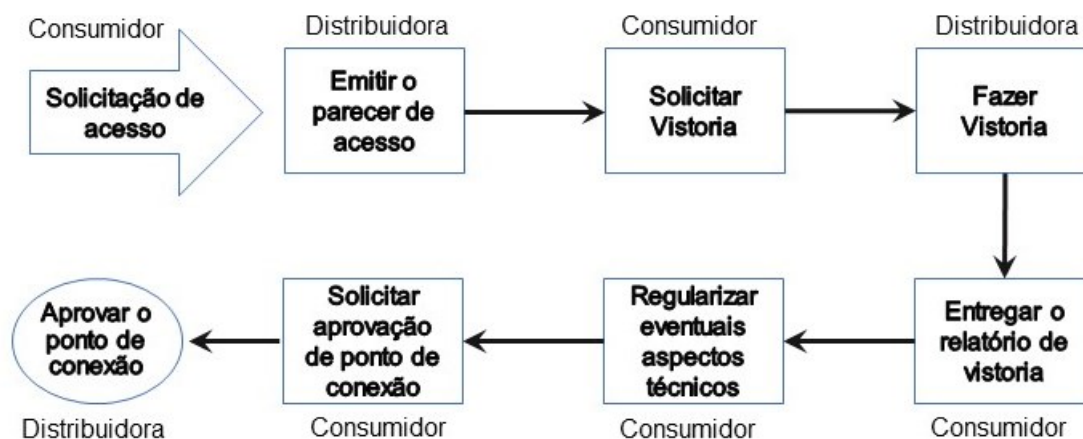 Consumidor
Solicitação de
acesso
Distribuidora
Emitir o
parecer de
acesso
Consumidor
Solicitar
Vistoria
Distribuidora
Fazer
Vistoria
Entregar o
relatório de
vistoria
Consumidor
Regularizar
eventuais
aspectos
técnicos
Consumidor
Solicitar
aprovação
de ponto de
conexão
Consumidor
Aprovar o
ponto de
conexão
Distribuidora